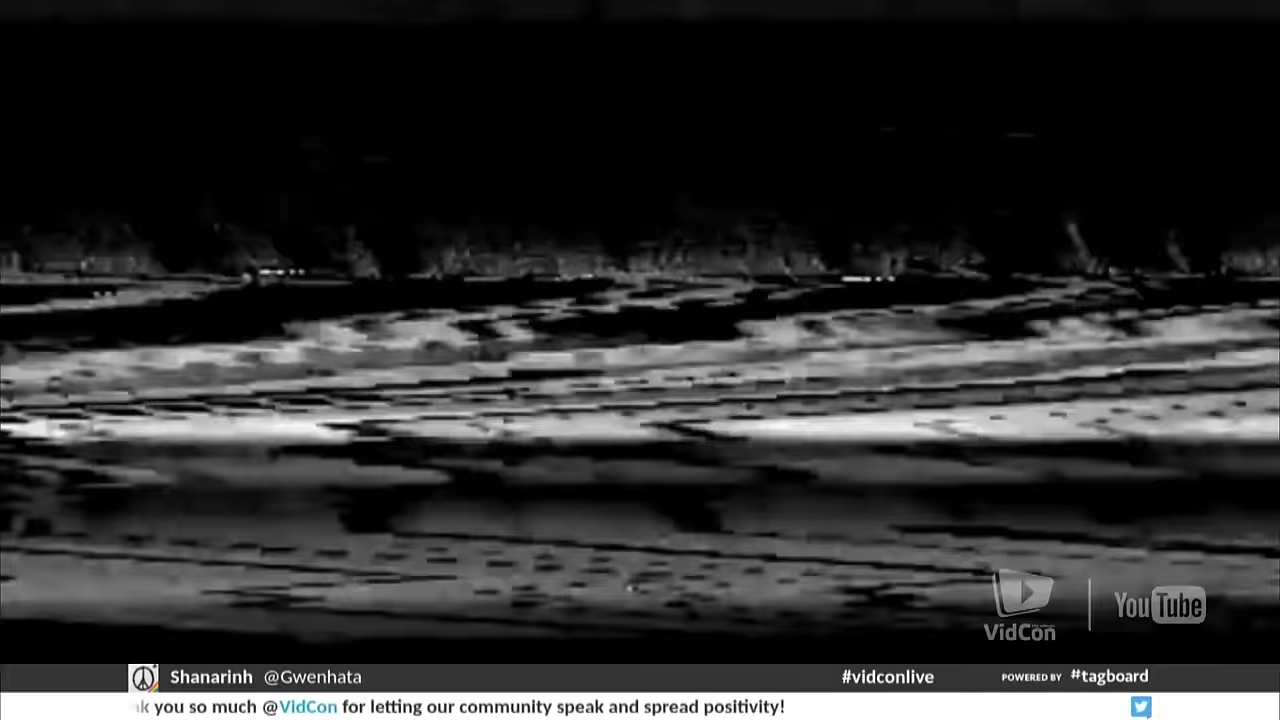 VidCon
YouTube
Shanarinh @Gwenhata #vidconlive POWERED BY #tagboard
you so much @VidCon for letting our community speak and spread positivity!